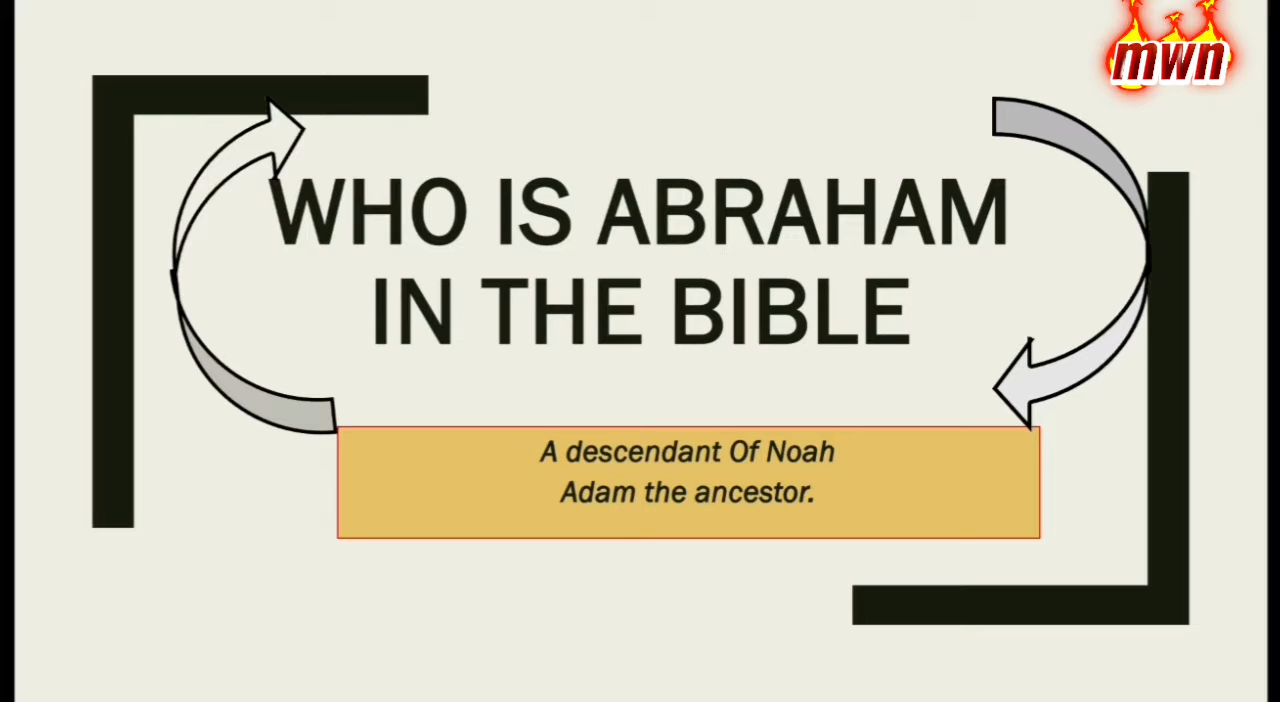 mwn
WHO IS ABRAHAM
IN THE BIBLE
A descendant Of Noah
Adam the ancestor.